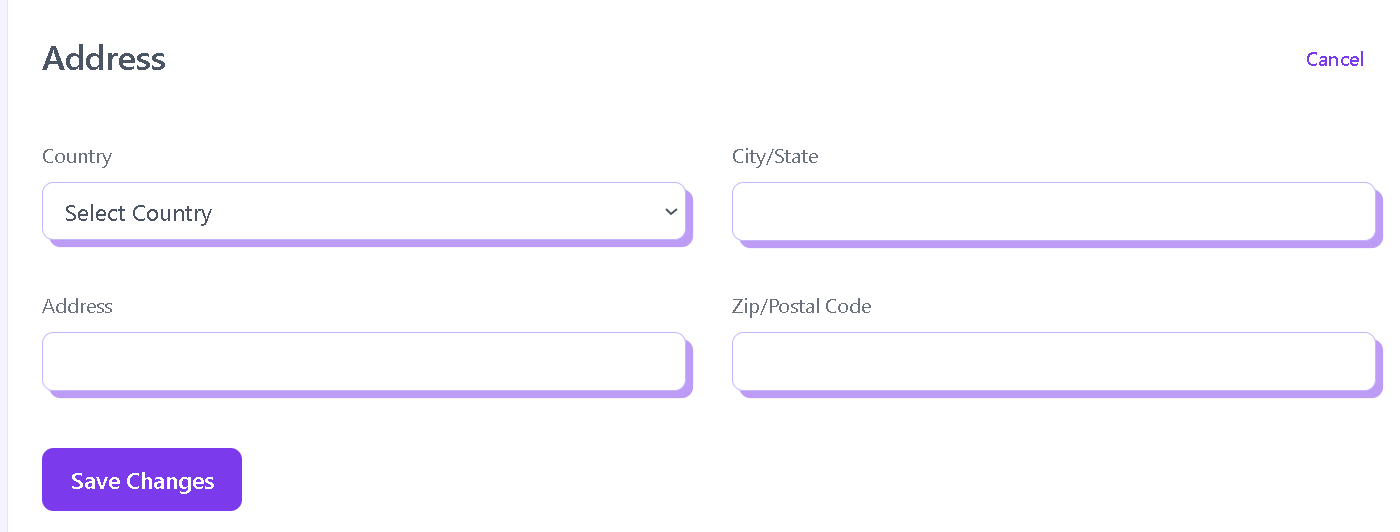 Address
Cancel
Country
City/State
Select Country
Address
Zip/Postal Code
Save Changes